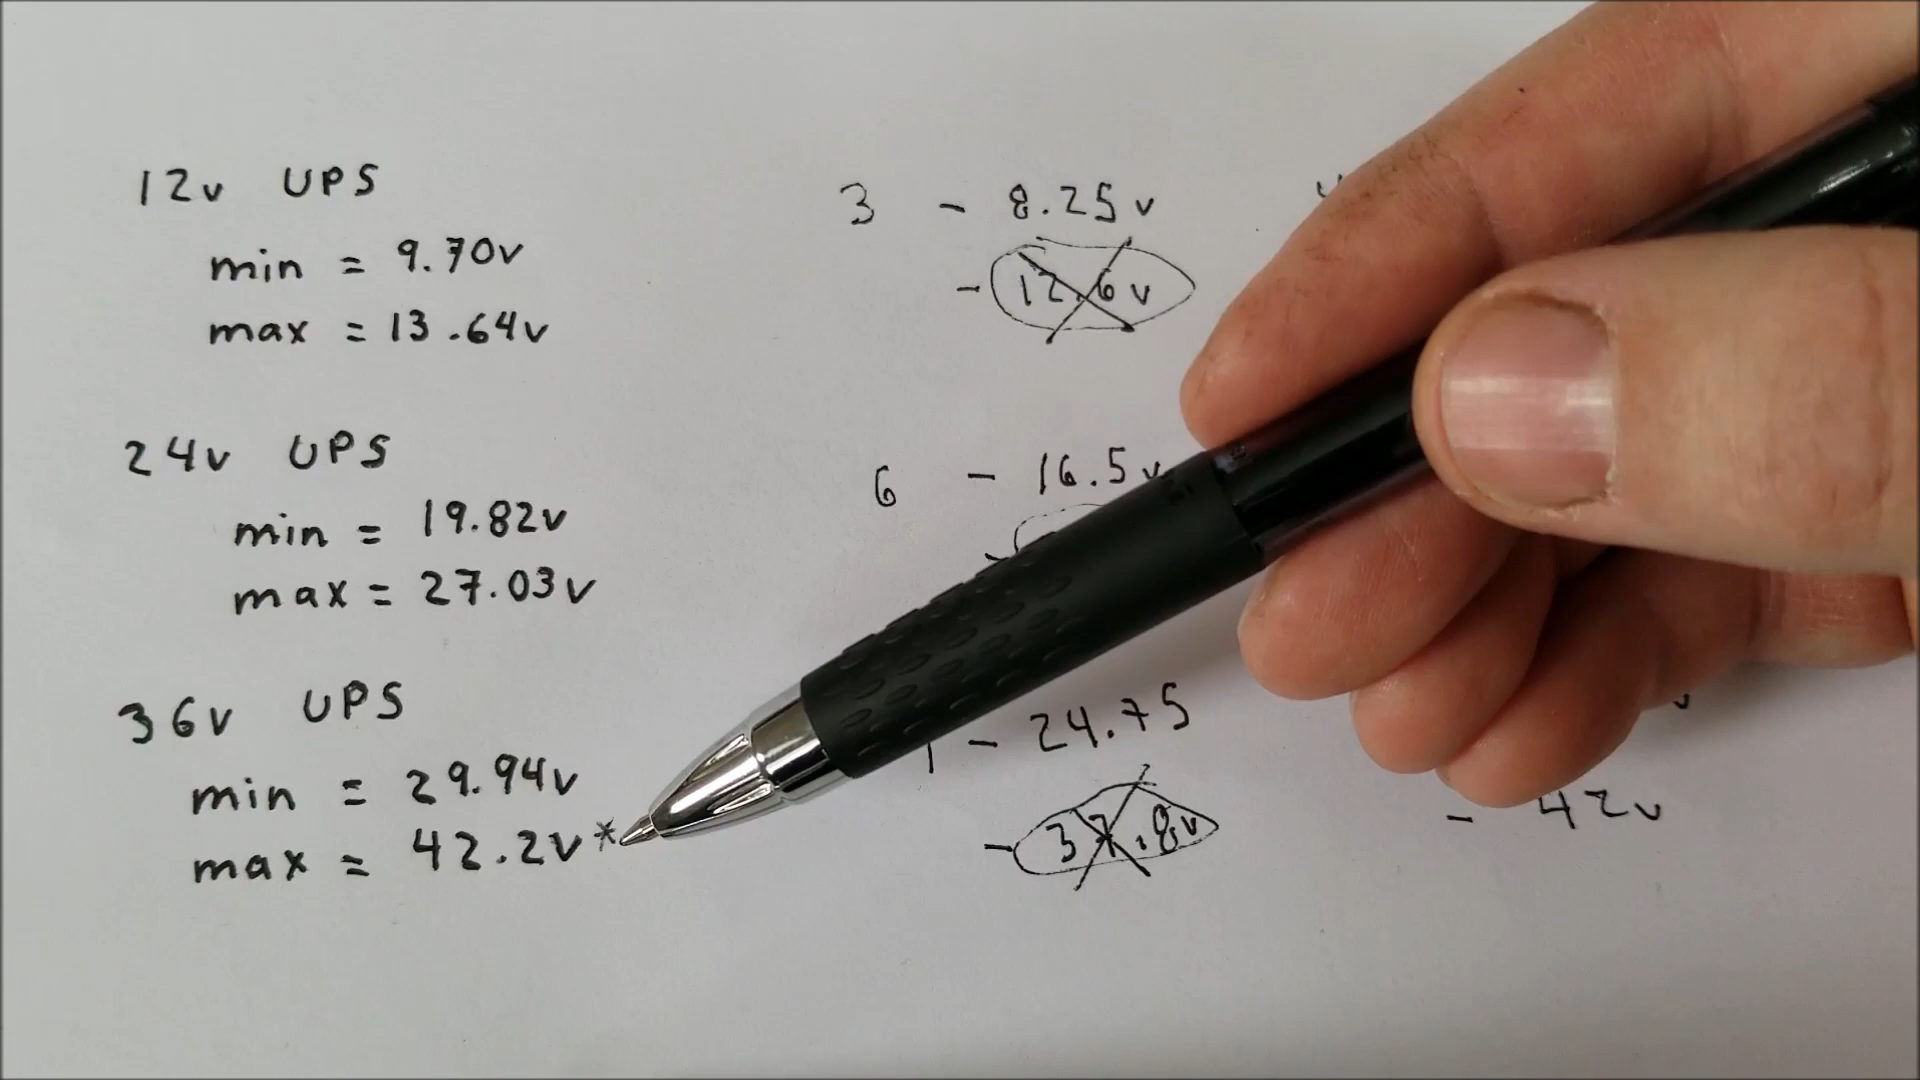 12v UPS
min = 9.70v
max = 13.64v
24v UPS
min = 19.82v
max = 27.03v
36v UPS
min = 29.94v
max = 42.2v*
3 - 8.25v
- 12.6v
6 - 16.5v
-
- 24.75
- 37.8v
- 42v